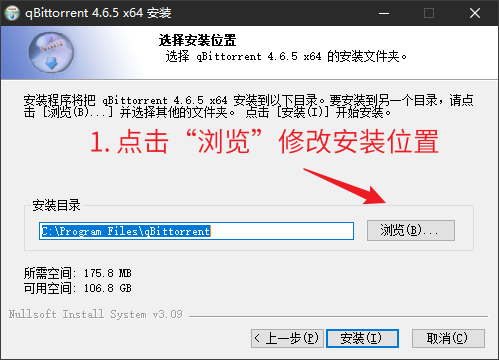 qBittorrent 4.6.5 x64 安装
选择安装位置
选择 qBittorrent 4.6.5 x64 的安装文件夹。
安装程序将把 qBittorrent 4.6.5 x64 安装到以下目录。要安装到另一个目录，请点
击 [浏览(B)...] 并选择其他的文件夹。 点击 [安装(I)] 开始安装。
1. 点击“浏览”修改安装位置
安装目录
C:\Program Files\qBittorrent
浏览(B)...
所需空间: 175.8 MB
可用空间: 106.8 GB
Nullsoft Install System v3.09
< 上一步(P)
安装(I)
取消(C)